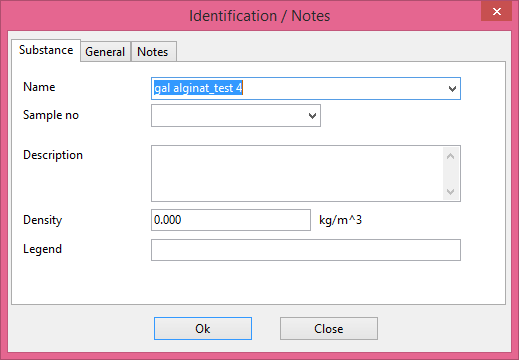 Identification / Notes
Substance General Notes
Name gal alginat_test 4
Sample no
Description
Density 0.000 kg/m^3
Legend
Ok Close